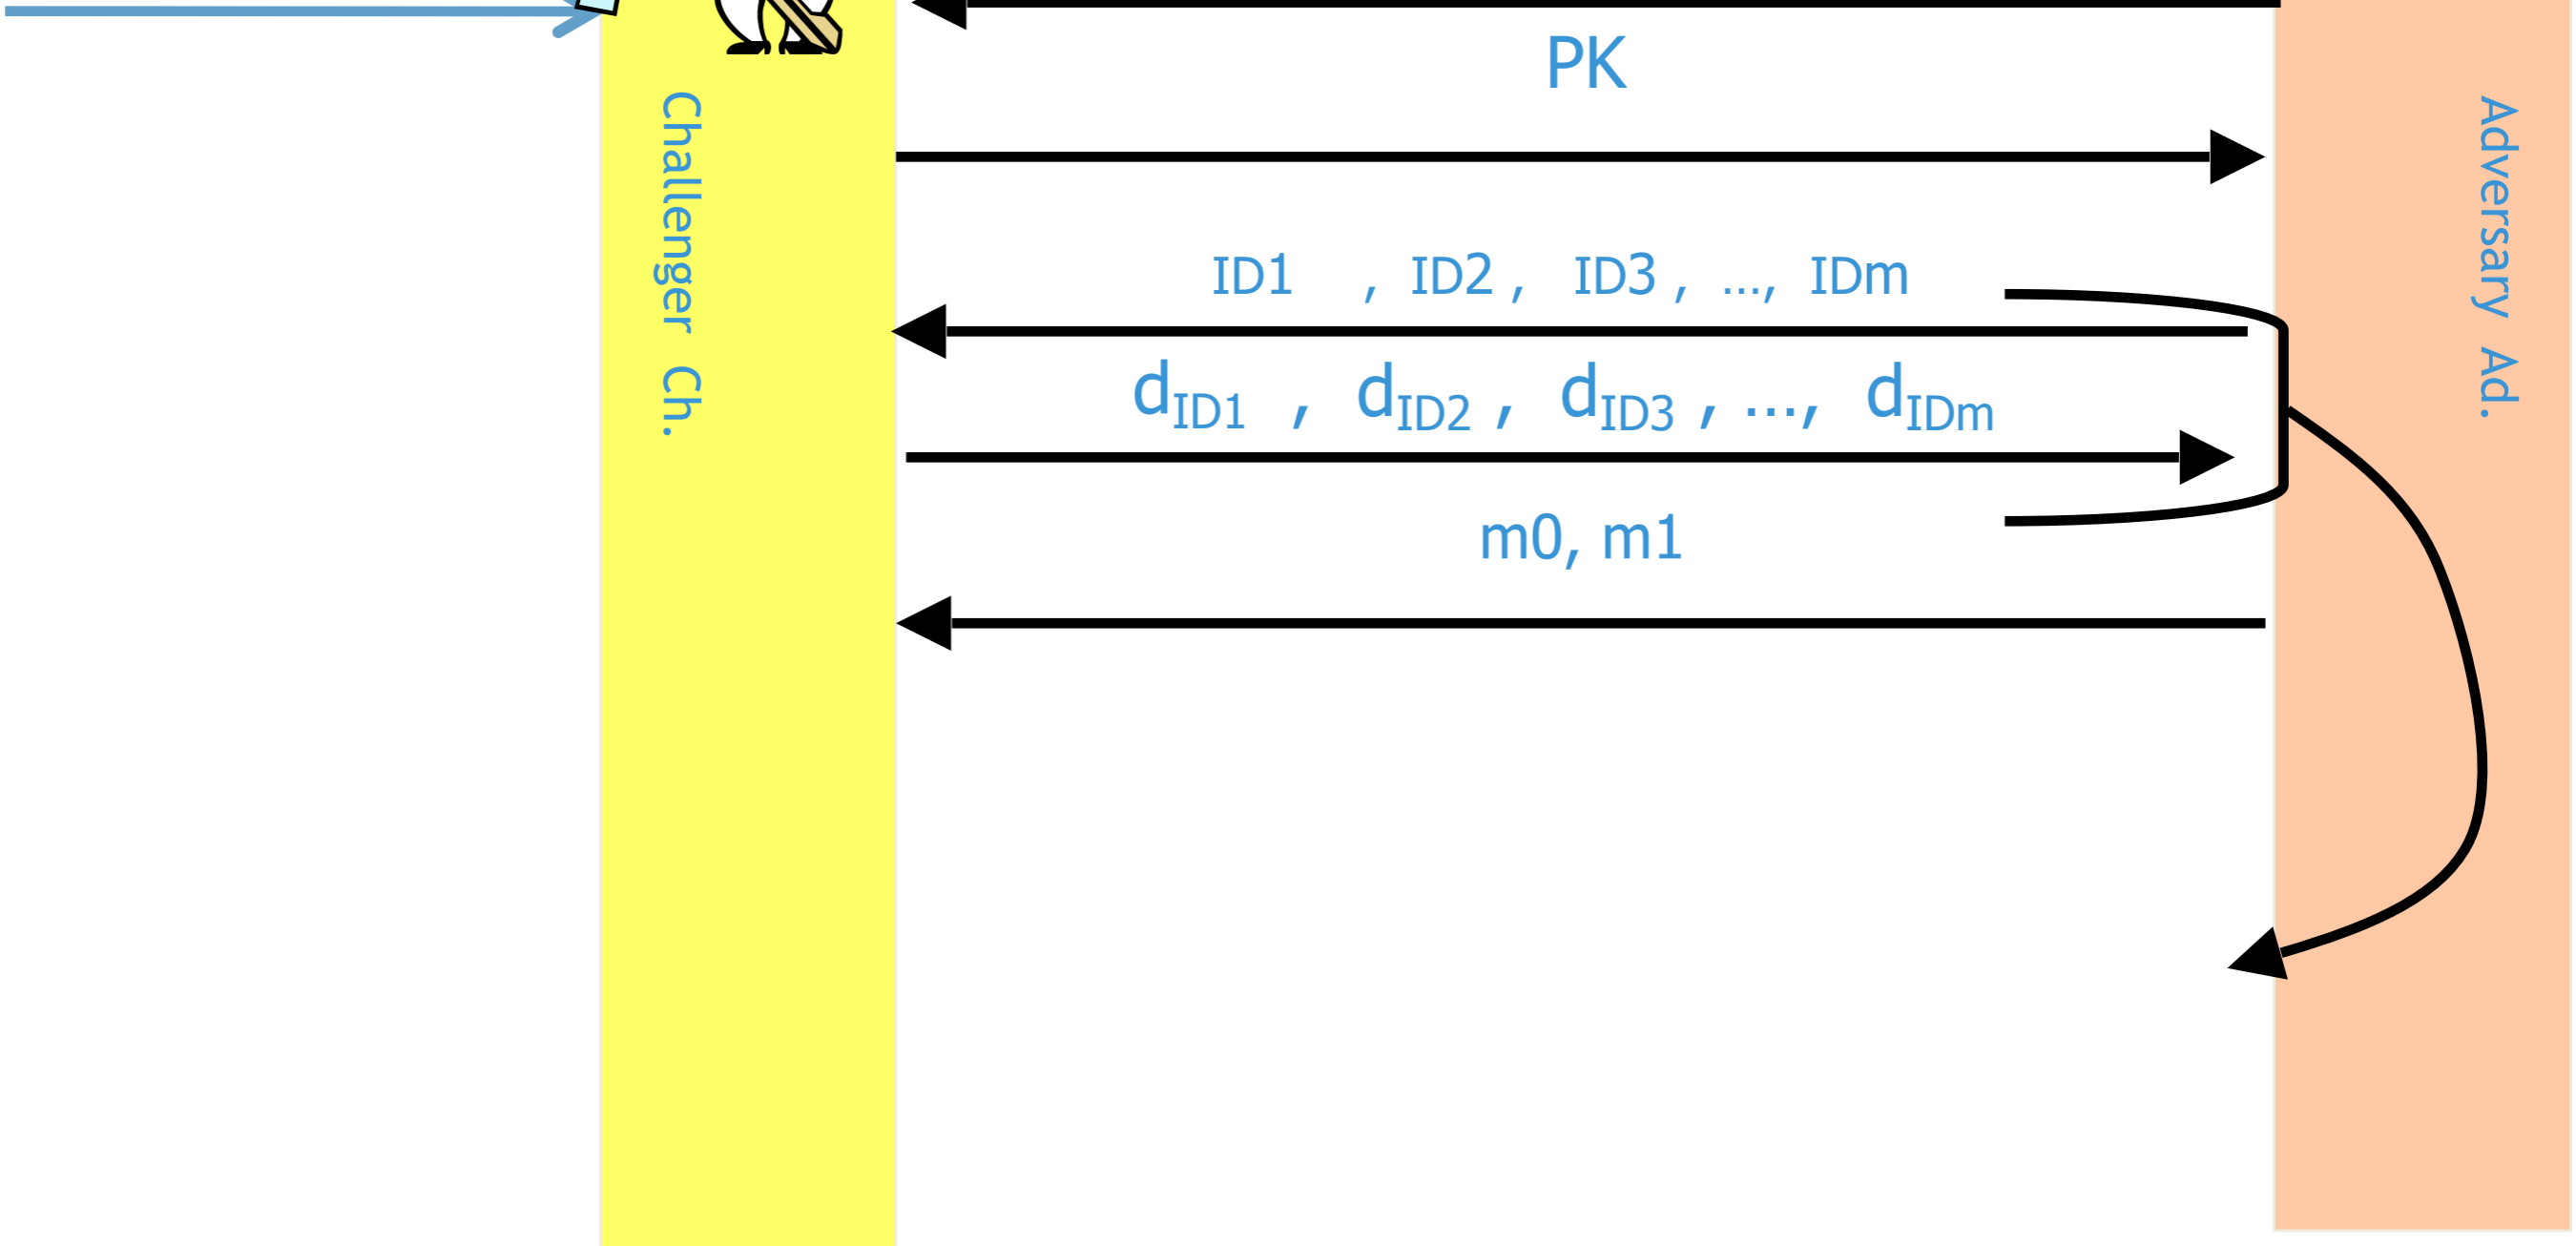 PK
Challenger Ch.
Adversary Ad.
ID1 , ID2 , ID3 , ..., IDm
dID1 , dID2 , dID3 , ..., dIDm
m0, m1